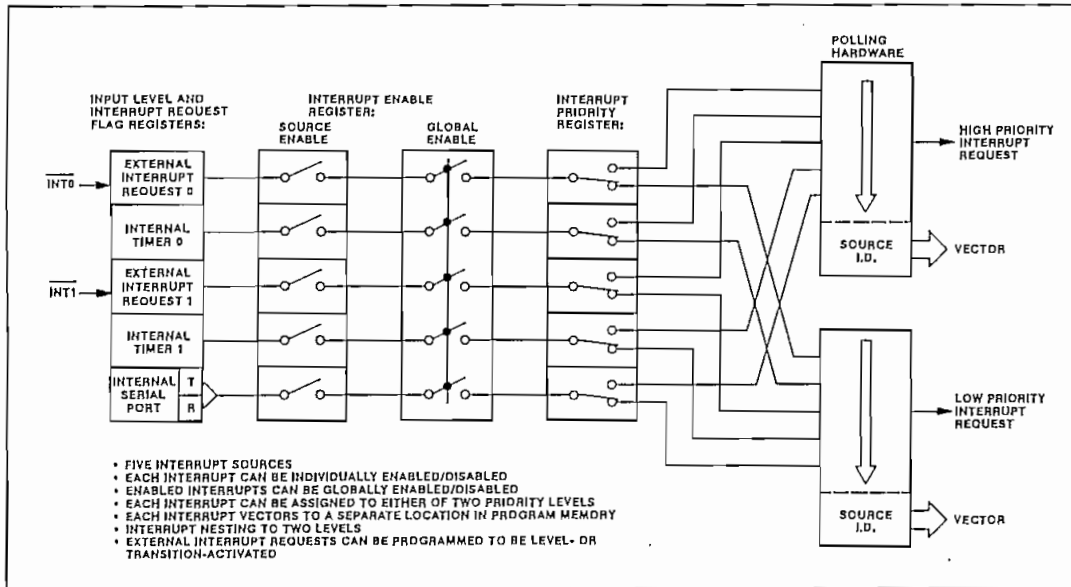 POLLING
HARDWARE
INPUT LEVEL AND
INTERRUPT REQUEST
FLAG REGISTERS:
INTERRUPT ENABLE
REGISTER:
SOURCE
ENABLE
GLOBAL
ENABLE
INTERRUPT
PRIORITY
REGISTER:
INT0
EXTERNAL
INTERRUPT
REQUEST 0
INTERNAL
TIMER 0
INT1
EXTERNAL
INTERRUPT
REQUEST 1
INTERNAL
TIMER 1
INTERNAL
SERIAL
PORT
T
R
HIGH PRIORITY
INTERRUPT
REQUEST
SOURCE
I.D.
VECTOR
LOW PRIORITY
INTERRUPT
REQUEST
SOURCE
I.D.
VECTOR
• FIVE INTERRUPT SOURCES
• EACH INTERRUPT CAN BE INDIVIDUALLY ENABLED/DISABLED
• ENABLED INTERRUPTS CAN BE GLOBALLY ENABLED/DISABLED
• EACH INTERRUPT CAN BE ASSIGNED TO EITHER OF TWO PRIORITY LEVELS
• EACH INTERRUPT VECTORS TO A SEPARATE LOCATION IN PROGRAM MEMORY
• INTERRUPT NESTING TO TWO LEVELS
• EXTERNAL INTERRUPT REQUESTS CAN BE PROGRAMMED TO BE LEVEL- OR
TRANSITION-ACTIVATED